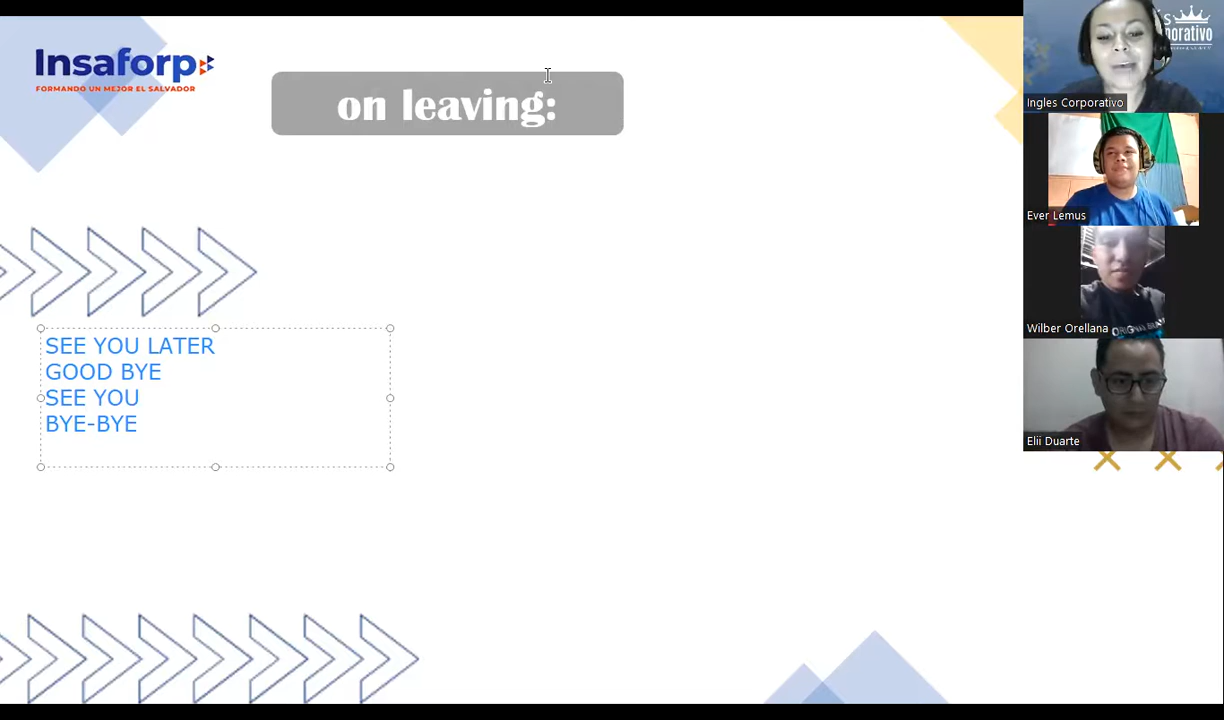 Insaforp
FORMANDO UN MEJOR EL SALVADOR
on leaving:
SEE YOU LATER
GOOD BYE
SEE YOU
BYE-BYE
Ingles Corporativo
Ever Lemus
Wilber Orellana
Elii Duarte